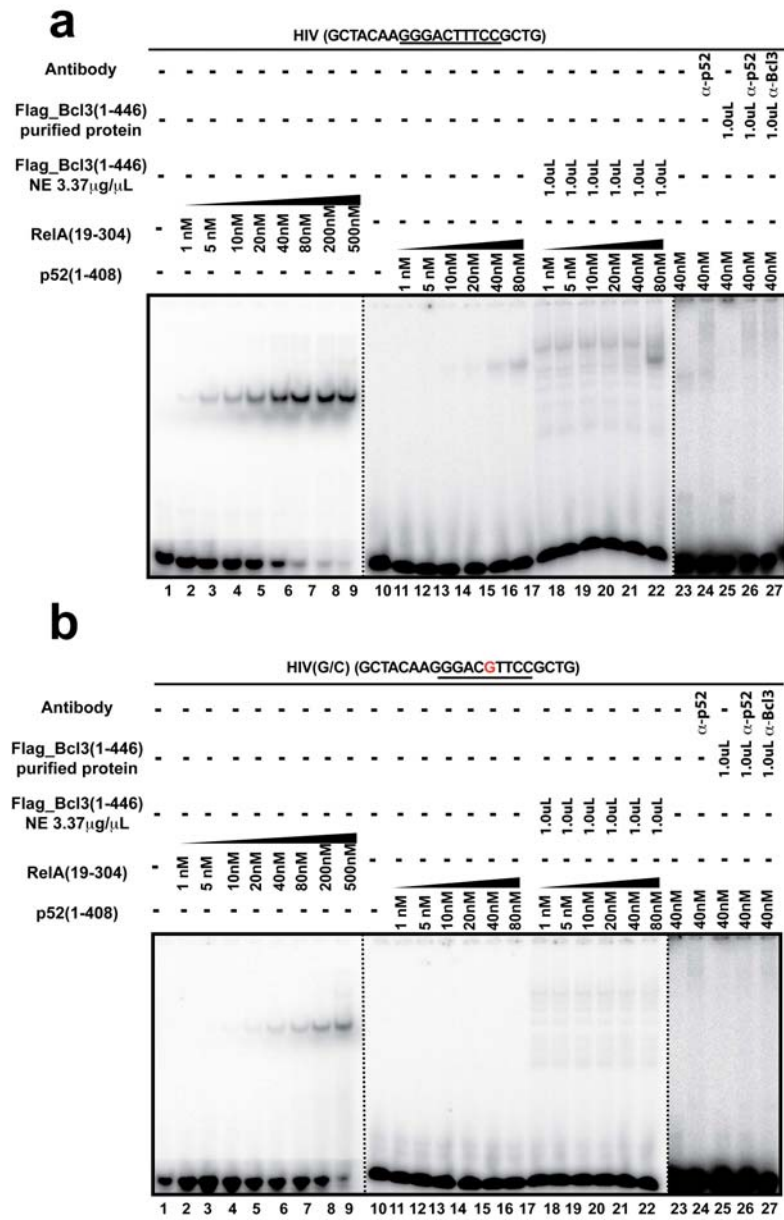 a
HIV (GCTACAAGGGACTTTCCGCTG)
Antibody - - - - - - - - - - - - - - - - - - - - - - - α-p52 - α-p52 α-Bcl3
Flag_Bcl3(1-446)
purified protein - - - - - - - - - - - - - - - - - - - - - - - - 1.0uL 1.0uL 1.0uL
Flag_Bcl3(1-446)
NE 3.37µg/µL - - - - - - - - - - - - - - - - 1.0uL 1.0uL 1.0uL 1.0uL 1.0uL 1.0uL - - - - -
RelA(19-304) - 1 nM 5 nM 10nM 20nM 40nM 80nM 200nM 500nM - - - - - - - - - - - - - - - - - -
p52(1-408) - - - - - - - - - - 1 nM 5 nM 10nM 20nM 40nM 80nM 1 nM 5 nM 10nM 20nM 40nM 80nM 40nM 40nM 40nM 40nM 40nM
1 2 3 4 5 6 7 8 9 10 11 12 13 14 15 16 17 18 19 20 21 22 23 24 25 26 27
b
HIV(G/C) (GCTACAAGGGACGTTCCGCTG)
Antibody - - - - - - - - - - - - - - - - - - - - - - - α-p52 - α-p52 α-Bcl3
Flag_Bcl3(1-446)
purified protein - - - - - - - - - - - - - - - - - - - - - - - - 1.0uL 1.0uL 1.0uL
Flag_Bcl3(1-446)
NE 3.37µg/µL - - - - - - - - - - - - - - - - 1.0uL 1.0uL 1.0uL 1.0uL 1.0uL 1.0uL - - - - -
RelA(19-304) - 1 nM 5 nM 10nM 20nM 40nM 80nM 200nM 500nM - - - - - - - - - - - - - - - - - -
p52(1-408) - - - - - - - - - - 1 nM 5 nM 10nM 20nM 40nM 80nM 1 nM 5 nM 10nM 20nM 40nM 80nM 40nM 40nM 40nM 40nM 40nM
1 2 3 4 5 6 7 8 9 10 11 12 13 14 15 16 17 18 19 20 21 22 23 24 25 26 27